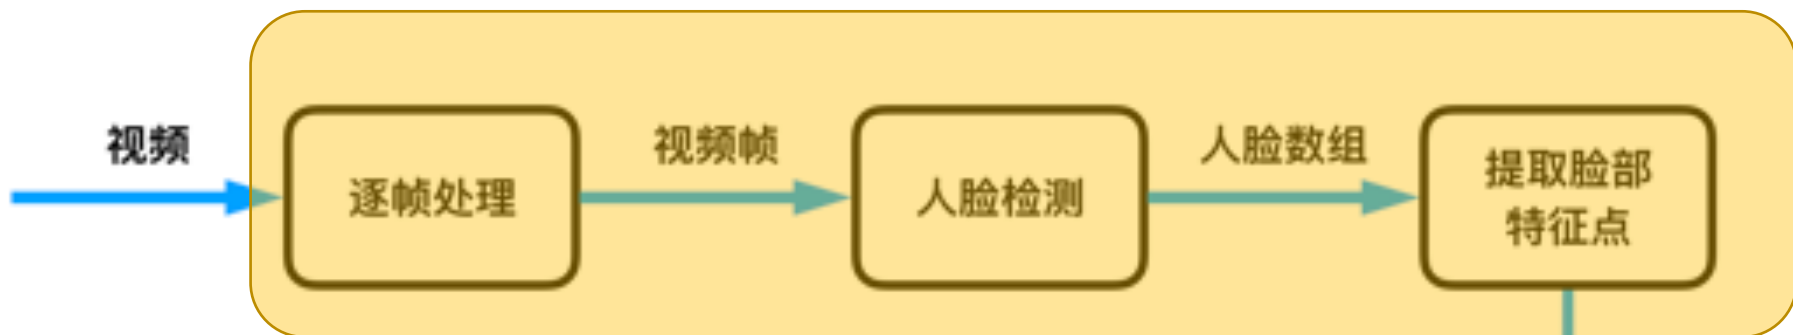 视频
逐帧处理
视频帧
人脸检测
人脸数组
提取脸部
特征点